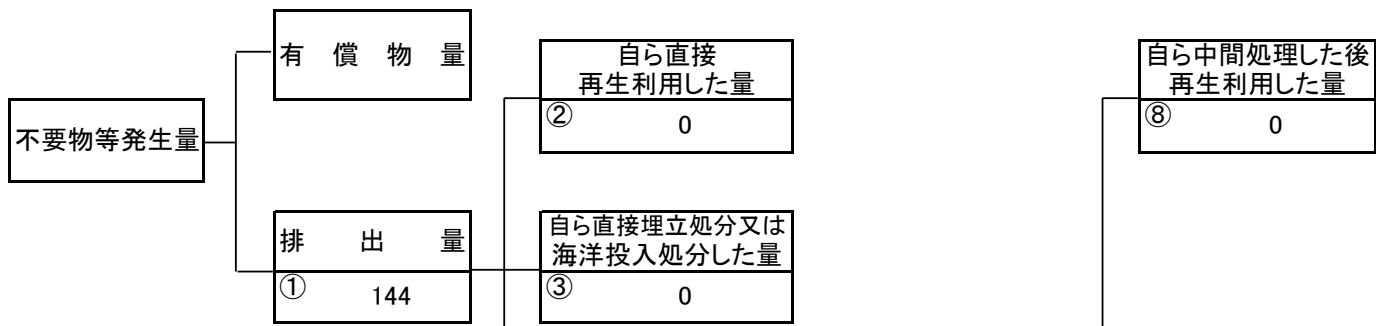 有償物量
自ら直接
再生利用した量
② 0
自ら中間処理した後
再生利用した量
⑧ 0
不要物等発生量
排出量
① 144
自ら直接埋立処分又は
海洋投入処分した量
③ 0